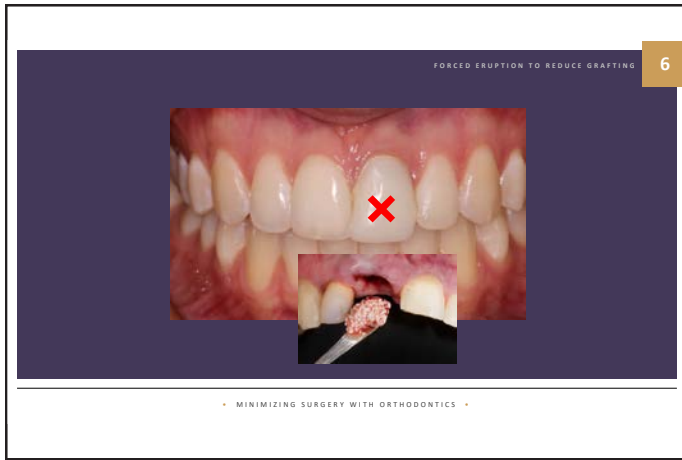 FORCED ERUPTION TO REDUCE GRAFTING 6
• MINIMIZING SURGERY WITH ORTHODONTICS •